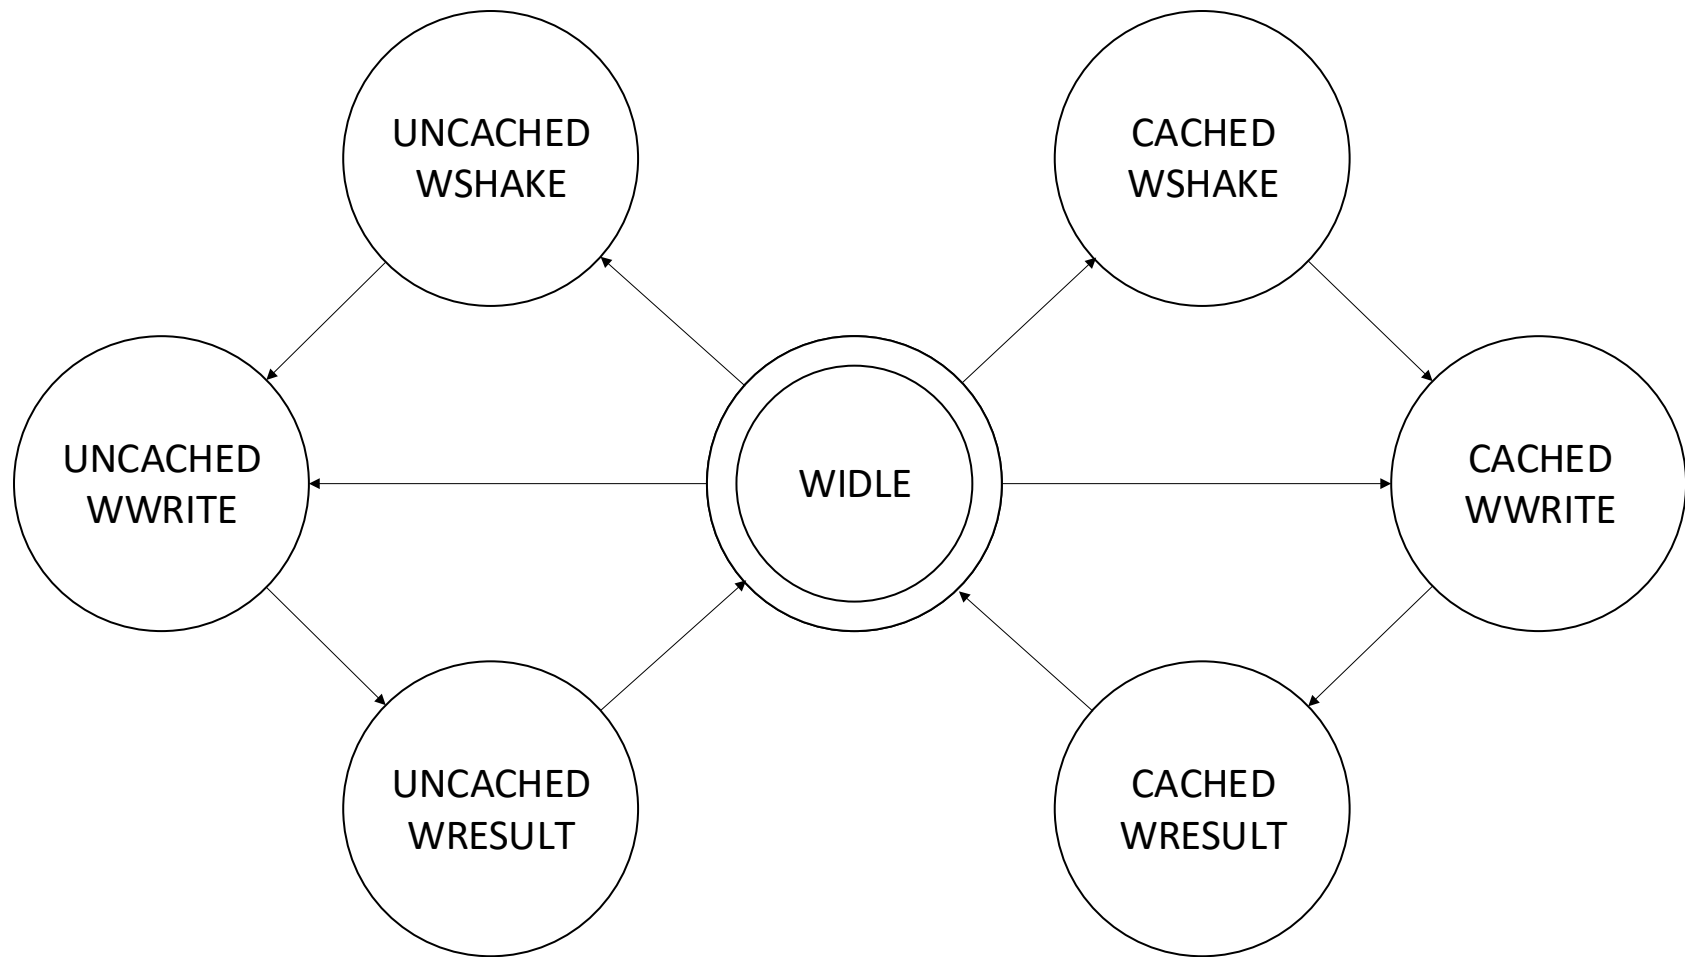 UNCACHED
WSHAKE
CACHED
WSHAKE
UNCACHED
WWRITE
WIDLE
CACHED
WWRITE
UNCACHED
WRESULT
CACHED
WRESULT